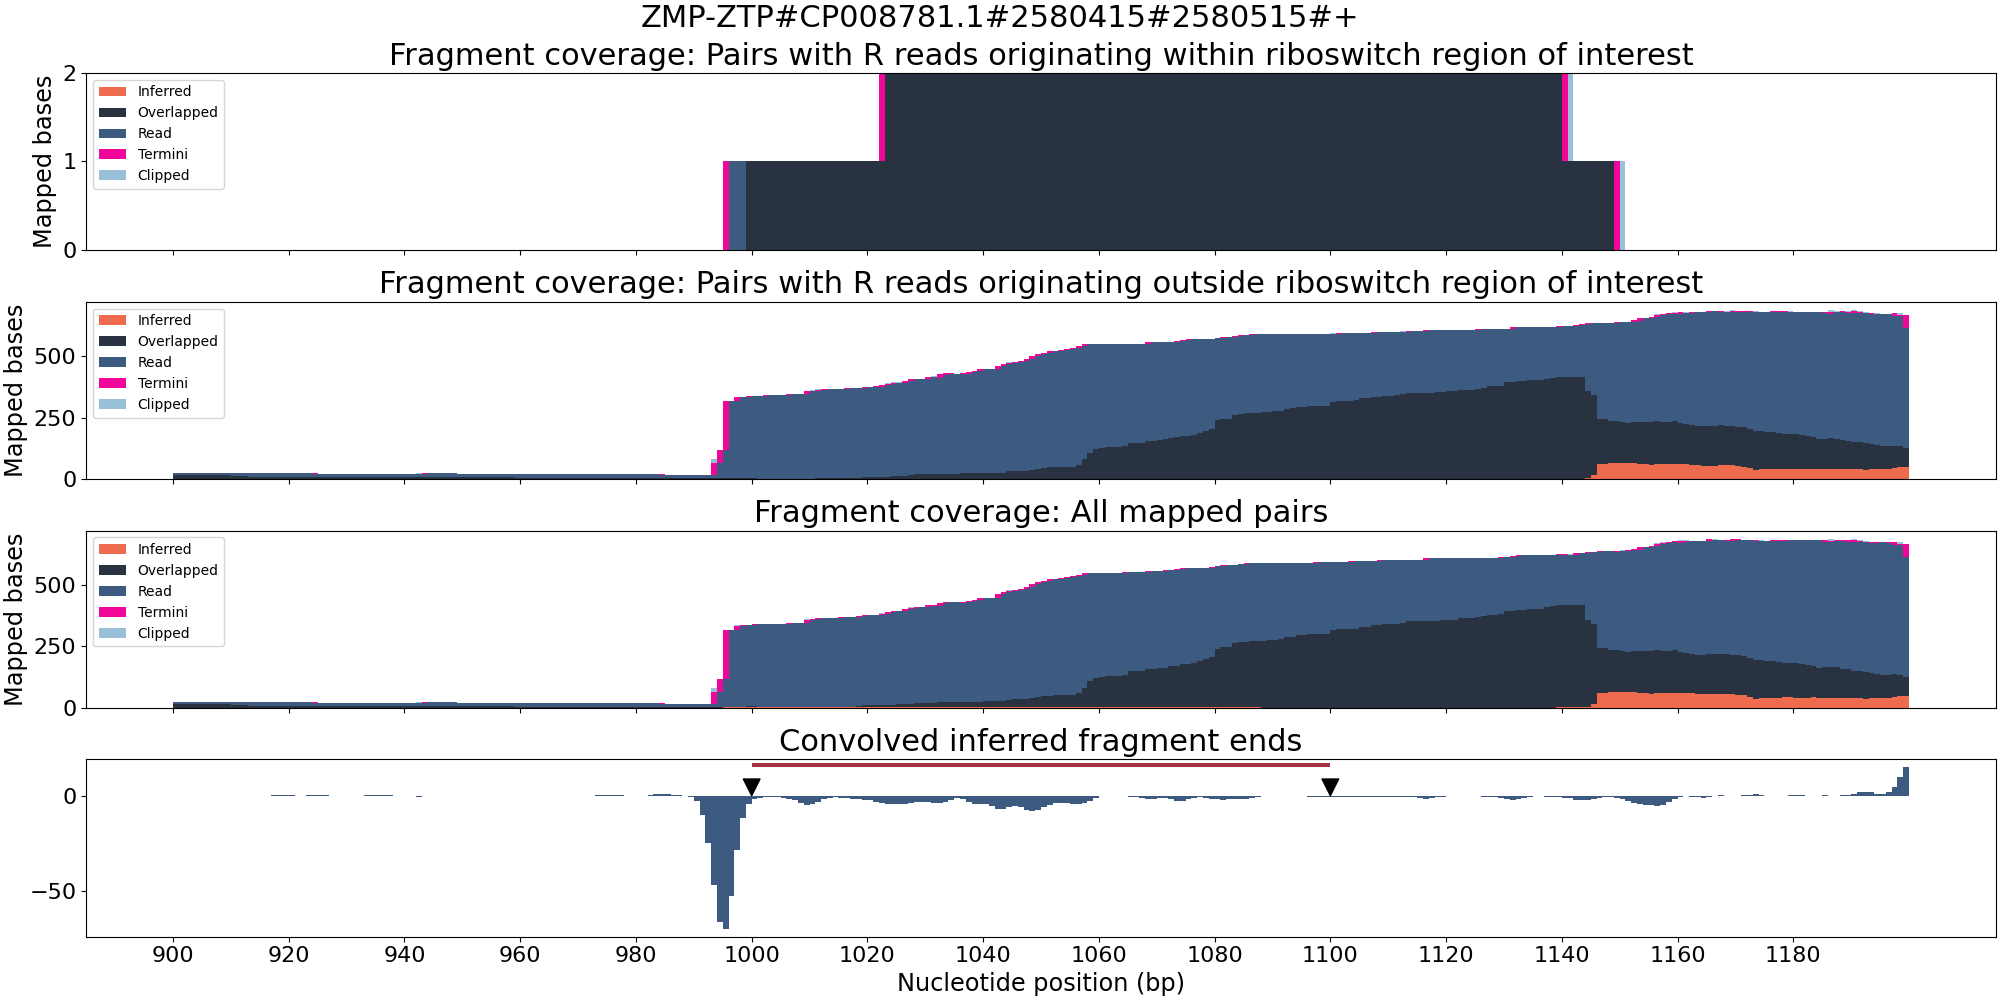 ZMP-ZTP#CP008781.1#2580415#2580515#+
Fragment coverage: Pairs with R reads originating within riboswitch region of interest
Mapped bases
2
1
0
Inferred
Overlapped
Read
Termini
Clipped
Fragment coverage: Pairs with R reads originating outside riboswitch region of interest
Mapped bases
500
250
0
Inferred
Overlapped
Read
Termini
Clipped
Fragment coverage: All mapped pairs
Mapped bases
500
250
0
Inferred
Overlapped
Read
Termini
Clipped
Convolved inferred fragment ends
0
−50
900 920 940 960 980 1000 1020 1040 1060 1080 1100 1120 1140 1160 1180
Nucleotide position (bp)